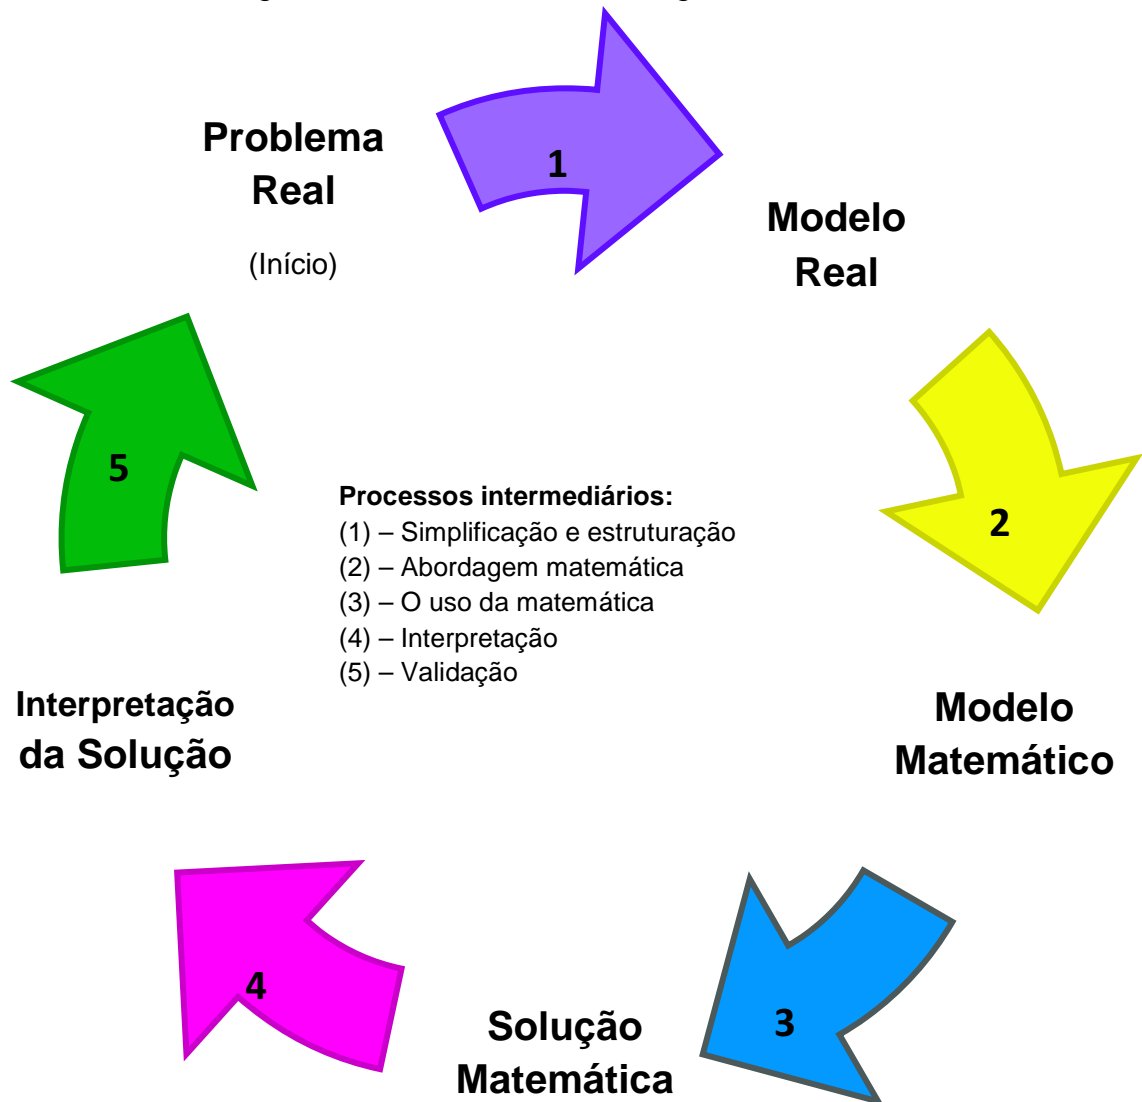 Problema
Real
(Início)
1
Modelo
Real
2
Modelo
Matemático
3
Solução
Matemática
4
Interpretação
da Solução
5
Processos intermediários:
(1) – Simplificação e estruturação
(2) – Abordagem matemática
(3) – O uso da matemática
(4) – Interpretação
(5) – Validação